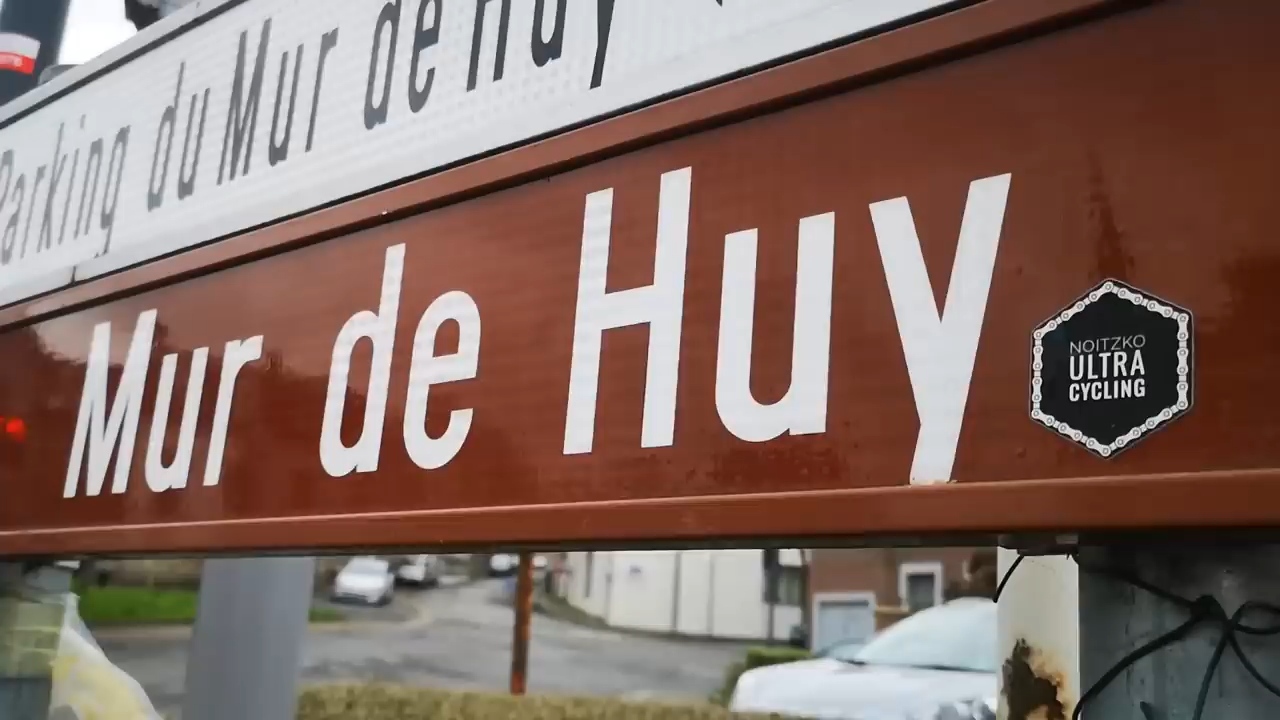 Parking du Mur de Huy
Mur de Huy
NOITZKO
ULTRA
CYCLING